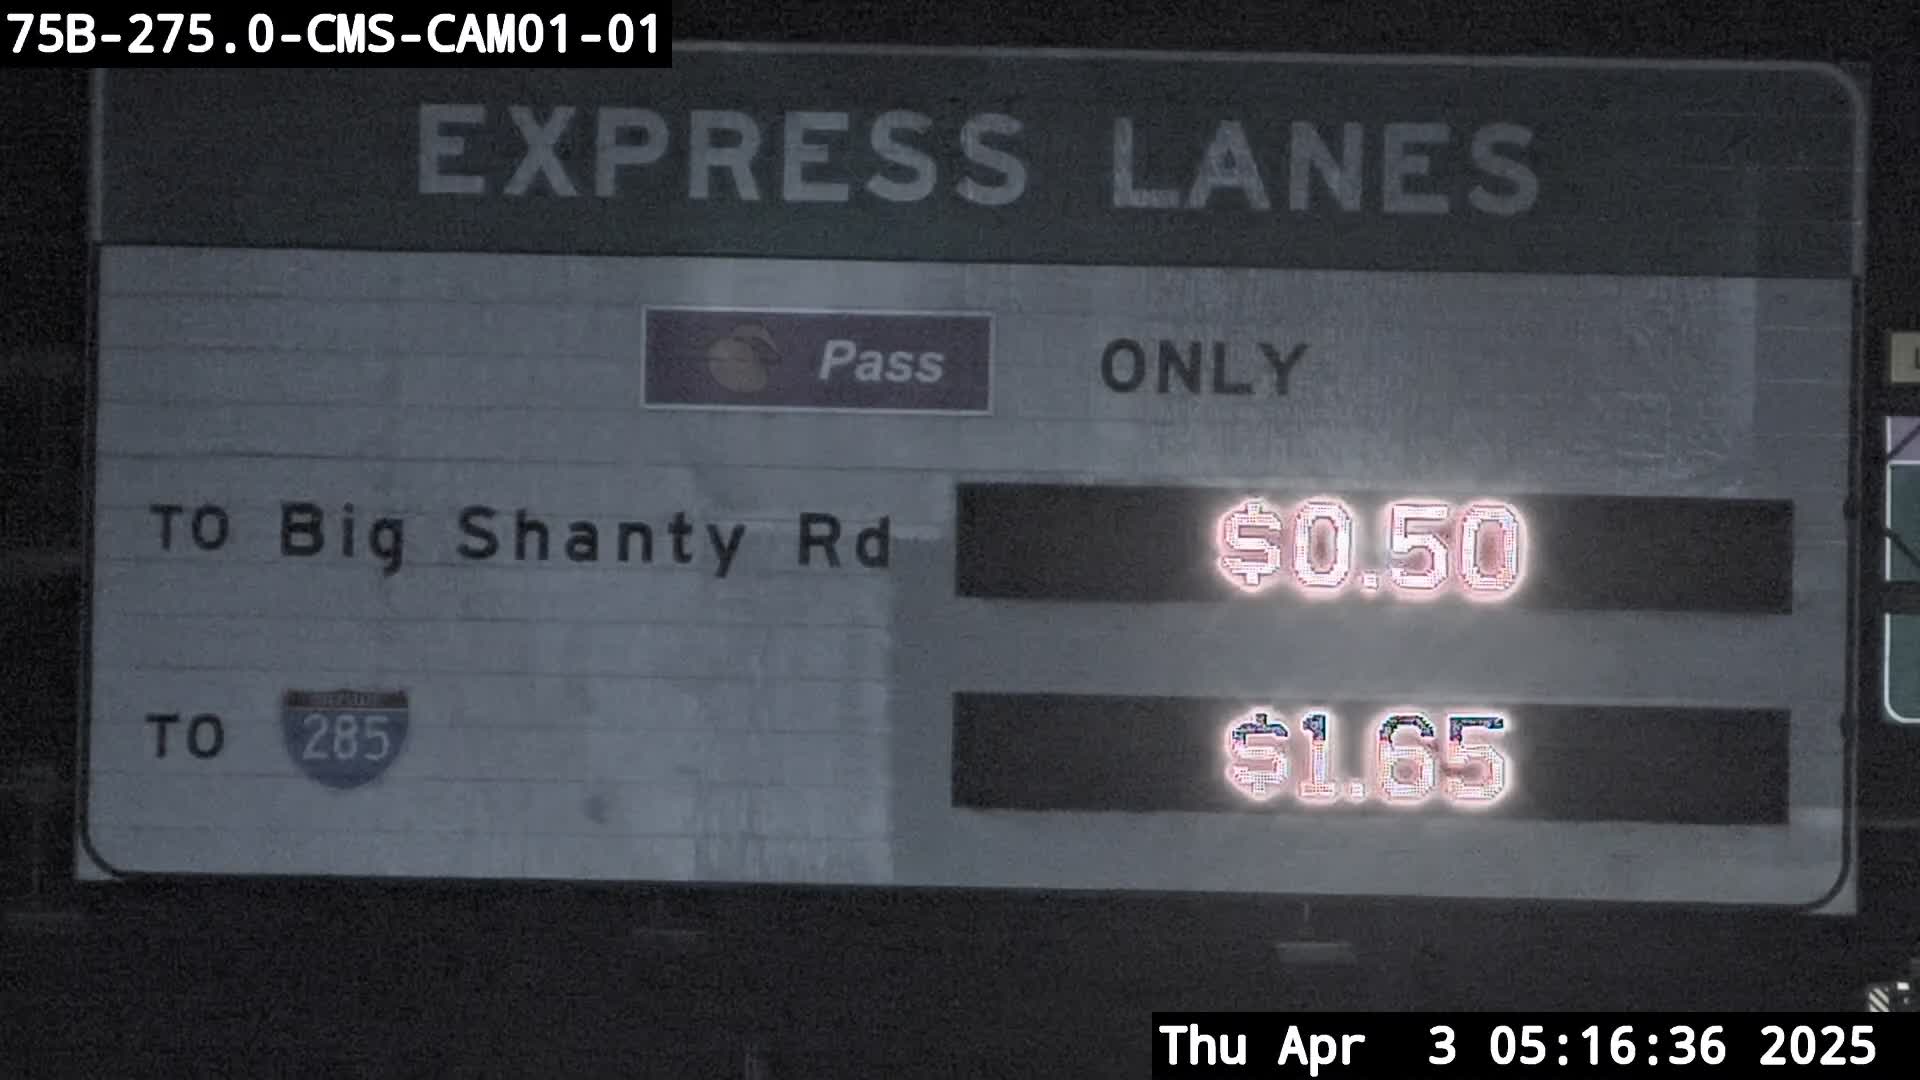 75B-275.0-CMS-CAM01-01
EXPRESS LANES
Pass ONLY
TO Big Shanty Rd $0.50
TO 285 $1.65
Thu Apr 3 05:16:36 2025